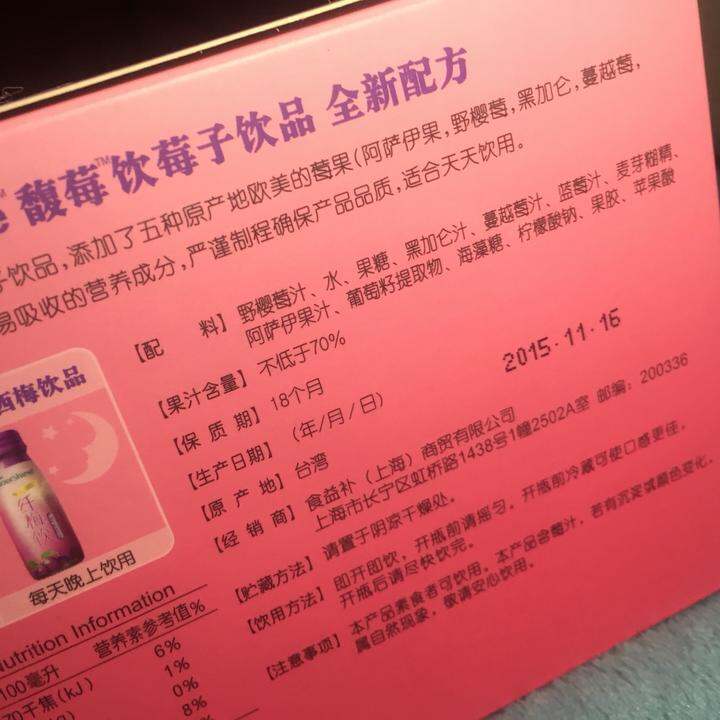 馥莓™饮莓子饮品 全新配方
子饮品,添加了五种原产地欧美的莓果(阿萨伊果,野樱莓,黑加仑,蔓越莓,
易吸收的营养成分,严谨制程确保产品品质,适合天天饮用。
【配 料】野樱莓汁、水、果糖、黑加仑汁、蔓越莓汁、蓝莓汁、麦芽糊精、
阿萨伊果汁、葡萄籽提取物、海藻糖、柠檬酸钠、果胶、苹果酸
【果汁含量】不低于70%
【保 质 期】18个月
【生产日期】(年/月/日)
2015·11·16
【原 产 地】台湾
【经 销 商】食益补(上海)商贸有限公司
上海市长宁区虹桥路1438号1幢2502A室 邮编:200336
【贮藏方法】请置于阴凉干燥处。
【饮用方法】即开即饮,开瓶前请摇匀,开瓶前冷藏可使口感更佳,
开瓶后请尽快饮完。
【注意事项】本产品素食者可饮用。本产品含莓汁,若有沉淀或颜色变化,
属自然现象,敬请安心饮用。
西梅饮品
纤梅饮
每天晚上饮用
Nutrition Information
100毫升 营养素参考值%
70千焦(kJ) 6%
1%
0%
8%